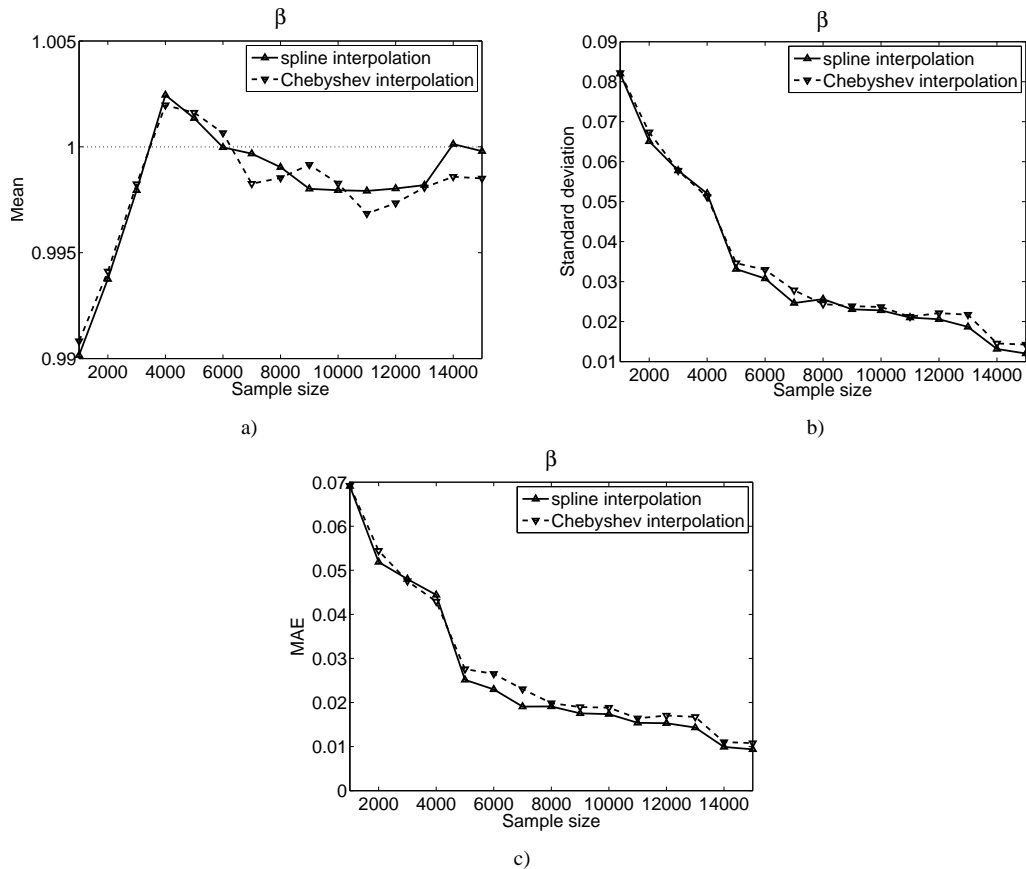 β
1.005
1
0.995
0.99
Mean
spline interpolation
Chebyshev interpolation
2000 4000 6000 8000 10000 12000 14000
Sample size
a)
β
0.09
0.08
0.07
0.06
0.05
0.04
0.03
0.02
0.01
Standard deviation
spline interpolation
Chebyshev interpolation
2000 4000 6000 8000 10000 12000 14000
Sample size
b)
β
0.07
0.06
0.05
0.04
0.03
0.02
0.01
0
MAE
spline interpolation
Chebyshev interpolation
2000 4000 6000 8000 10000 12000 14000
Sample size
c)